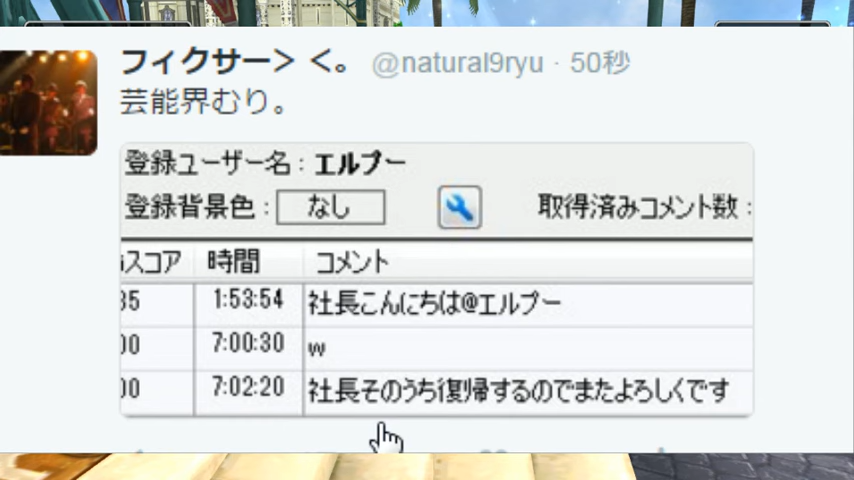 フィクサー＞＜。 @natural9ryu · 50秒
芸能界むり。
登録ユーザー名：エルプー
登録背景色： なし 取得済みコメント数：
スコア 時間 コメント
35 1:53:54 社長こんにちは@エルプー
00 7:00:30 w
00 7:02:20 社長そのうち復帰するのでまたよろしくです